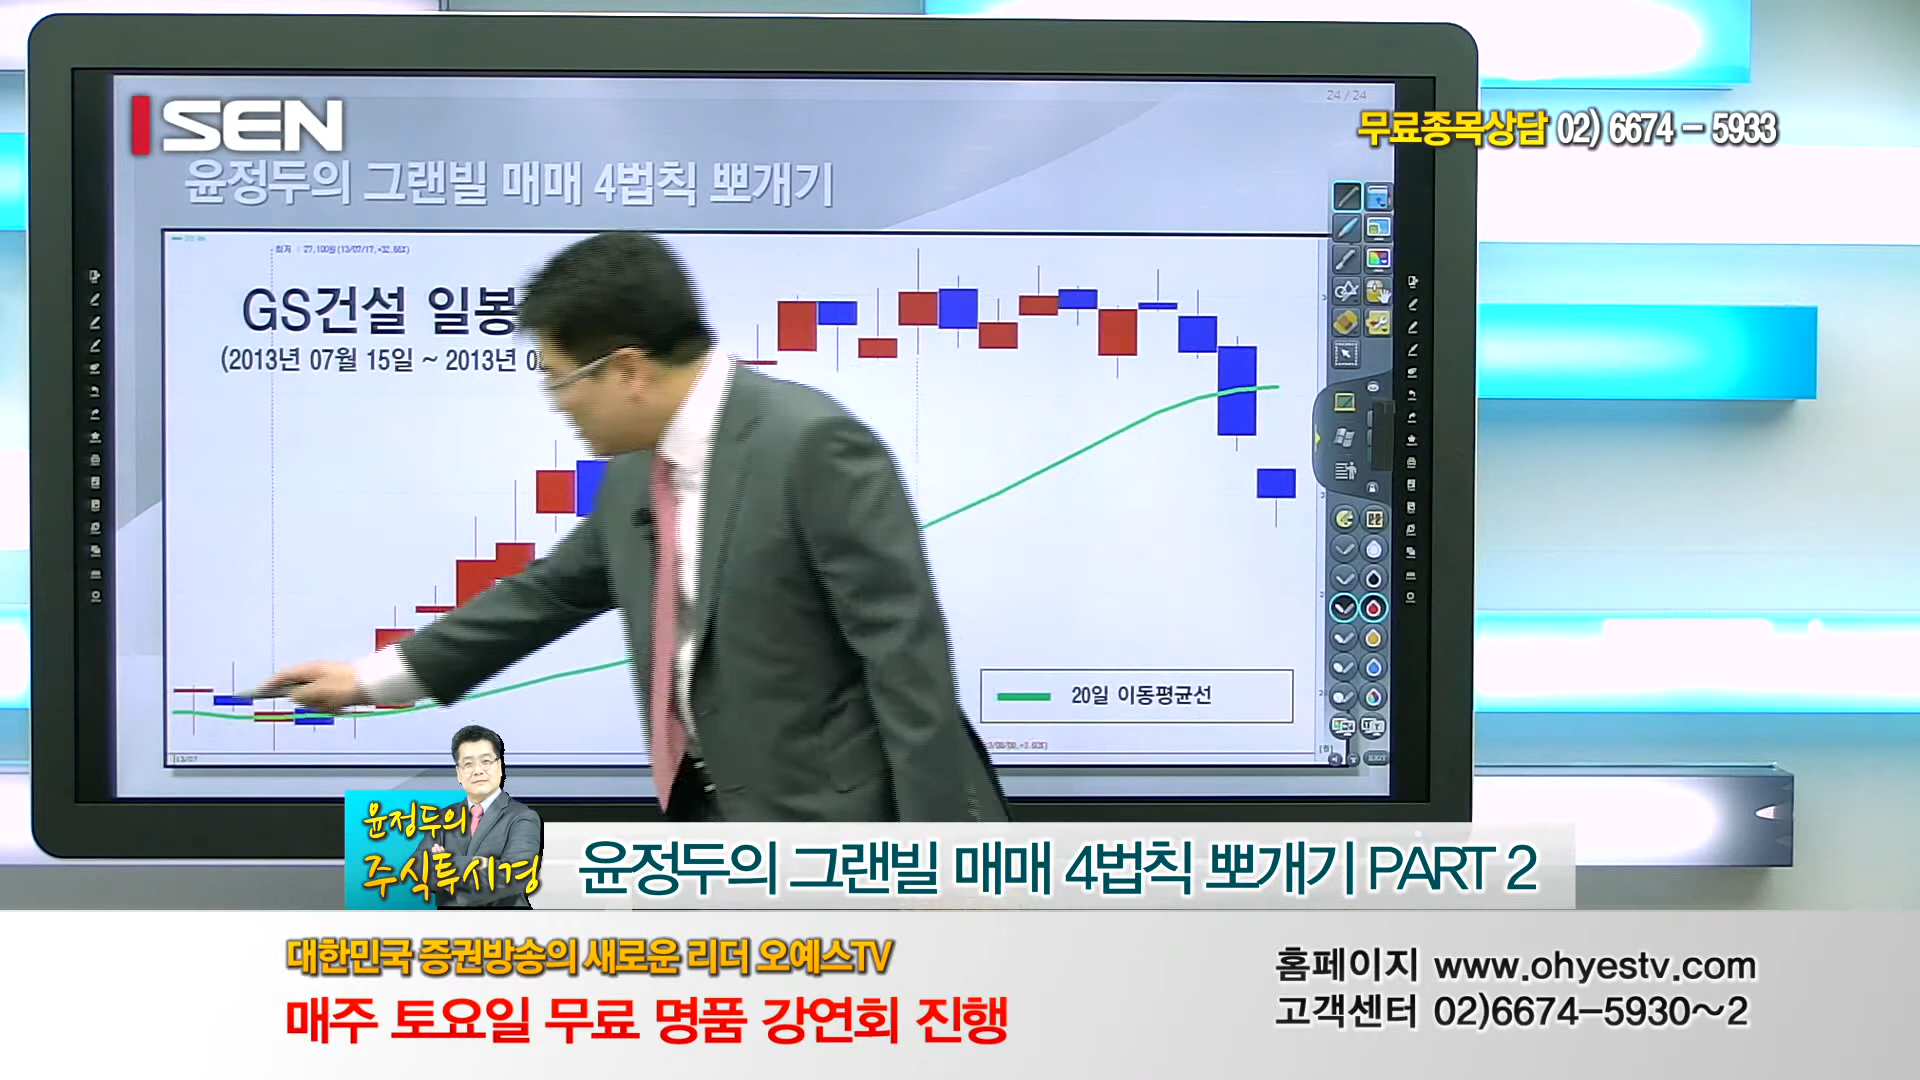 SEN
24 / 24
무료종목상담 02) 6674 - 5933
윤정두의 그랜빌 매매 4법칙 뽀개기
GS건설 일봉
(2013년 07월 15일 ~ 2013년 0
20일 이동평균선
13/07
윤정두의
주식투시경
윤정두의 그랜빌 매매 4법칙 뽀개기 PART 2
대한민국 증권방송의 새로운 리더 오예스TV
매주 토요일 무료 명품 강연회 진행
홈페이지 www.ohyestv.com
고객센터 02)6674-5930~2